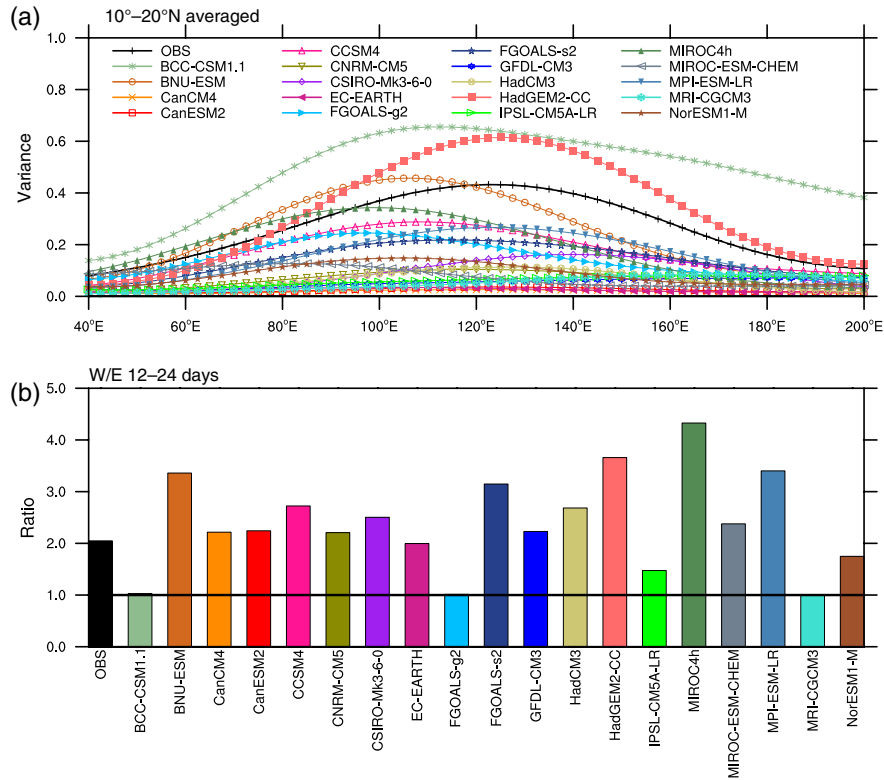 (a)
10°–20°N averaged
1.0
0.8
0.6
0.4
0.2
0.0
Variance
OBS
BCC-CSM1.1
BNU-ESM
CanCM4
CanESM2
CCSM4
CNRM-CM5
CSIRO-Mk3-6-0
EC-EARTH
FGOALS-g2
FGOALS-s2
GFDL-CM3
HadCM3
HadGEM2-CC
IPSL-CM5A-LR
MIROC4h
MIROC-ESM-CHEM
MPI-ESM-LR
MRI-CGCM3
NorESM1-M
40°E 60°E 80°E 100°E 120°E 140°E 160°E 180°E 200°E
(b)
W/E 12–24 days
5.0
4.0
3.0
2.0
1.0
0.0
Ratio
OBS
BCC-CSM1.1
BNU-ESM
CanCM4
CanESM2
CCSM4
CNRM-CM5
CSIRO-Mk3-6-0
EC-EARTH
FGOALS-g2
FGOALS-s2
GFDL-CM3
HadCM3
HadGEM2-CC
IPSL-CM5A-LR
MIROC4h
MIROC-ESM-CHEM
MPI-ESM-LR
MRI-CGCM3
NorESM1-M